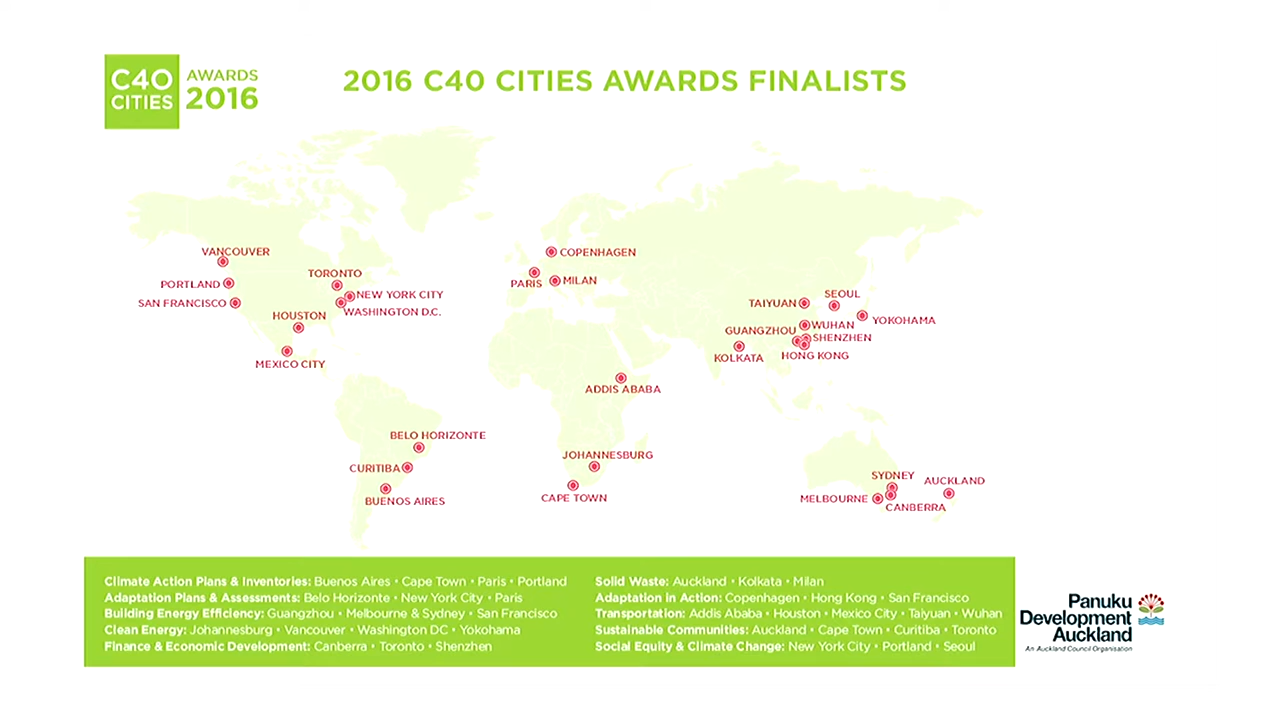 C40
CITIES
AWARDS
2016
2016 C40 CITIES AWARDS FINALISTS
VANCOUVER
COPENHAGEN
TORONTO
PORTLAND
PARIS
MILAN
NEW YORK CITY
SAN FRANCISCO
WASHINGTON D.C.
HOUSTON
MEXICO CITY
SEOUL
TAIYUAN
YOKOHAMA
WUHAN
GUANGZHOU
SHENZHEN
KOLKATA
HONG KONG
ADDIS ABABA
BELO HORIZONTE
CURITIBA
BUENOS AIRES
JOHANNESBURG
CAPE TOWN
SYDNEY
AUCKLAND
MELBOURNE
CANBERRA
Climate Action Plans & Inventories: Buenos Aires • Cape Town • Paris • Portland
Adaptation Plans & Assessments: Belo Horizonte • New York City • Paris
Building Energy Efficiency: Guangzhou • Melbourne & Sydney • San Francisco
Clean Energy: Johannesburg • Vancouver • Washington DC • Yokohama
Finance & Economic Development: Canberra • Toronto • Shenzhen
Solid Waste: Auckland • Kolkata • Milan
Adaptation in Action: Copenhagen • Hong Kong • San Francisco
Transportation: Addis Ababa • Houston • Mexico City • Taiyuan • Wuhan
Sustainable Communities: Auckland • Cape Town • Curitiba • Toronto
Social Equity & Climate Change: New York City • Portland • Seoul
Panuku
Development
Auckland
An Auckland Council Organisation